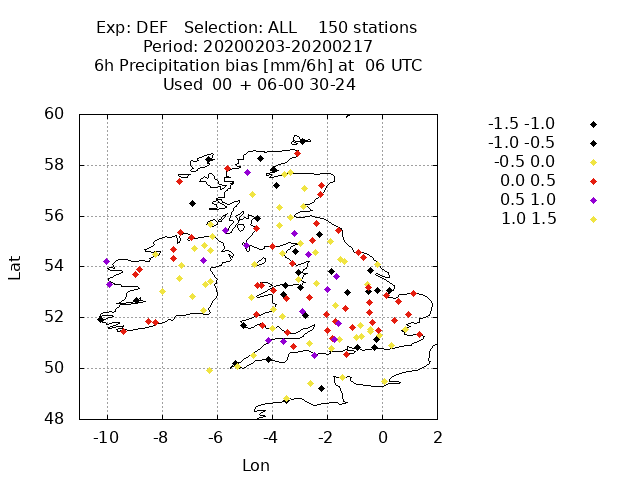 Exp: DEF   Selection: ALL    150 stations
Period: 20200203-20200217
6h Precipitation bias [mm/6h] at  06 UTC
Used  00 + 06-00 30-24
-1.5 -1.0
-1.0 -0.5
-0.5 0.0
0.0 0.5
0.5 1.0
1.0 1.5
60
58
56
54
52
50
48
Lat
-10 -8 -6 -4 -2 0 2
Lon